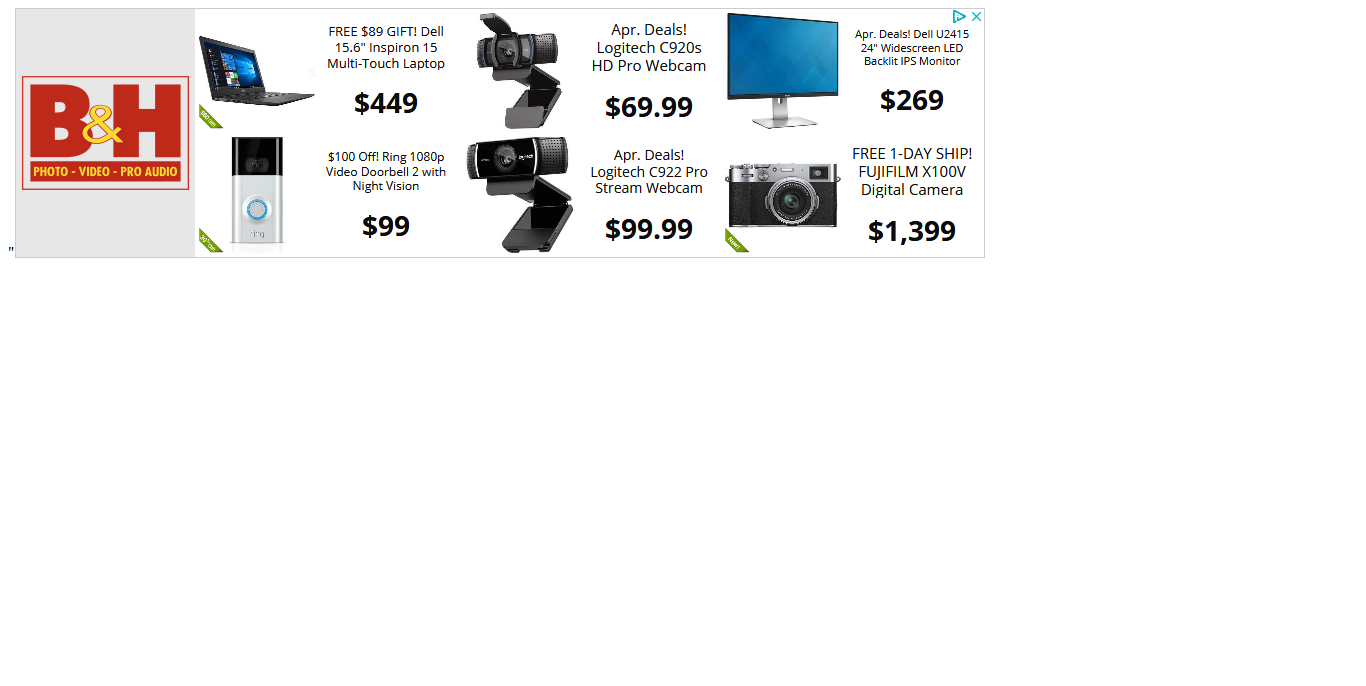 B&H
PHOTO - VIDEO - PRO AUDIO
FREE $89 GIFT! Dell
15.6" Inspiron 15
Multi-Touch Laptop
$449
Apr. Deals!
Logitech C920s
HD Pro Webcam
$69.99
Apr. Deals! Dell U2415
24" Widescreen LED
Backlit IPS Monitor
$269
$100 Off! Ring 1080p
Video Doorbell 2 with
Night Vision
$99
ring
Apr. Deals!
Logitech C922 Pro
Stream Webcam
$99.99
logitech
FREE 1-DAY SHIP!
FUJIFILM X100V
Digital Camera
$1,399
New!
"